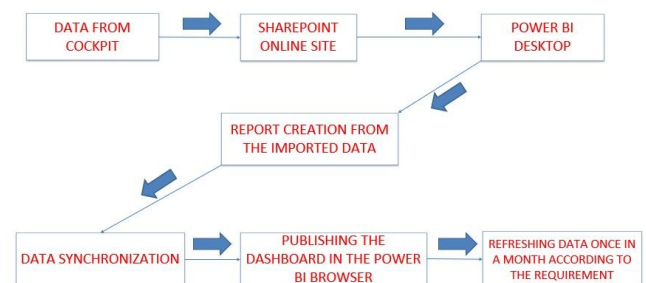 DATA FROM
COCKPIT
SHAREPOINT
ONLINE SITE
POWER BI
DESKTOP
REPORT CREATION FROM
THE IMPORTED DATA
DATA SYNCHRONIZATION
PUBLISHING THE
DASHBOARD IN THE POWER
BI BROWSER
REFRESHING DATA ONCE IN
A MONTH ACCORDING TO
THE REQUIREMENT